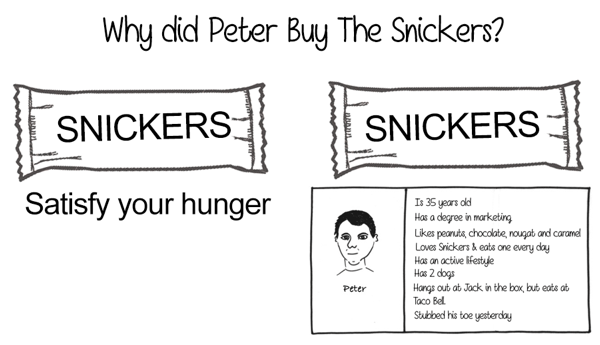 Why did Peter Buy The Snickers?
SNICKERS
Satisfy your hunger
SNICKERS
Peter
Is 35 years old
Has a degree in marketing
Likes peanuts, chocolate, nougat and caramel
Loves Snickers & eats one every day
Has an active lifestyle
Has 2 dogs
Hangs out at Jack in the box, but eats at
Taco Bell.
Stubbed his toe yesterday